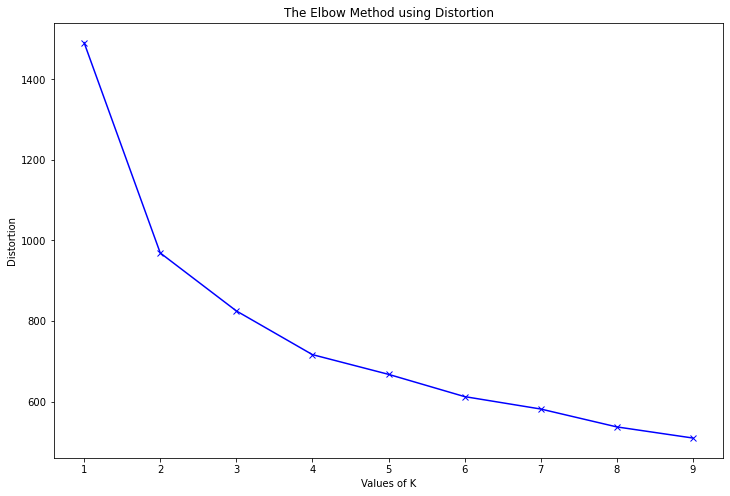 The Elbow Method using Distortion
1400
1200
1000
800
600
Distortion
1 2 3 4 5 6 7 8 9
Values of K